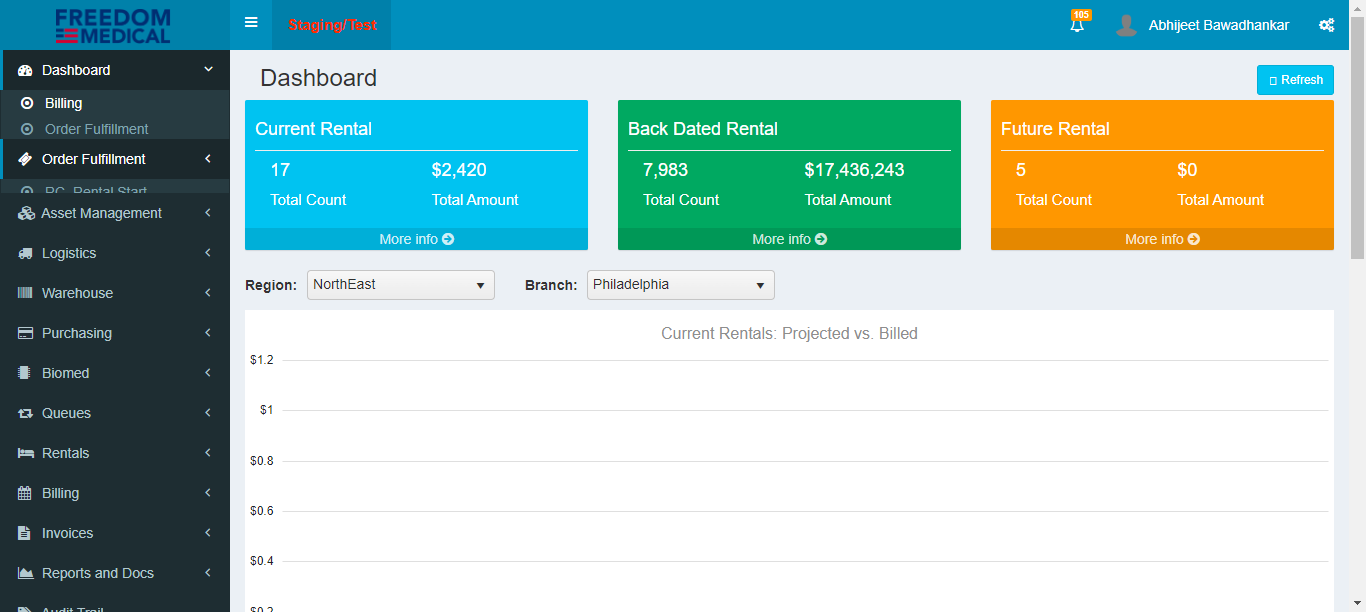 FREEDOM
MEDICAL
Staging/Test
105
Abhijeet Bawadhankar
Dashboard
Billing
Order Fulfillment
Order Fulfillment
RC Rental Start
Asset Management
Logistics
Warehouse
Purchasing
Biomed
Queues
Rentals
Billing
Invoices
Reports and Docs
Audit Trail
Dashboard
Refresh
Current Rental
17 $2,420
Total Count Total Amount
More info
Back Dated Rental
7,983 $17,436,243
Total Count Total Amount
More info
Future Rental
5 $0
Total Count Total Amount
More info
Region: NorthEast Branch: Philadelphia
Current Rentals: Projected vs. Billed
$1.2
$1
$0.8
$0.6
$0.4
$0.2